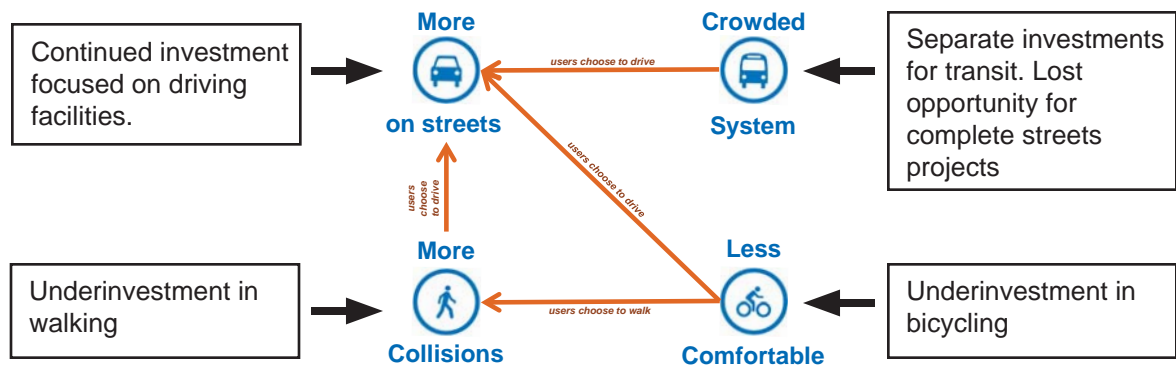 Continued investment
focused on driving
facilities.
More
on streets
users choose to drive
Crowded
System
Separate investments
for transit. Lost
opportunity for
complete streets
projects
users
choose
to drive
users choose to drive
Underinvestment in
walking
More
Collisions
users choose to walk
Less
Comfortable
Underinvestment in
bicycling